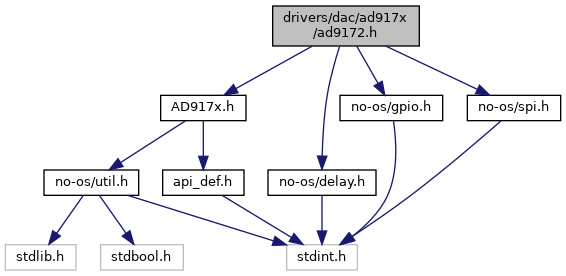 drivers/dac/ad917x
/ad9172.h
AD917x.h
no-os/gpio.h
no-os/spi.h
no-os/util.h
api_def.h
no-os/delay.h
stdlib.h
stdbool.h
stdint.h